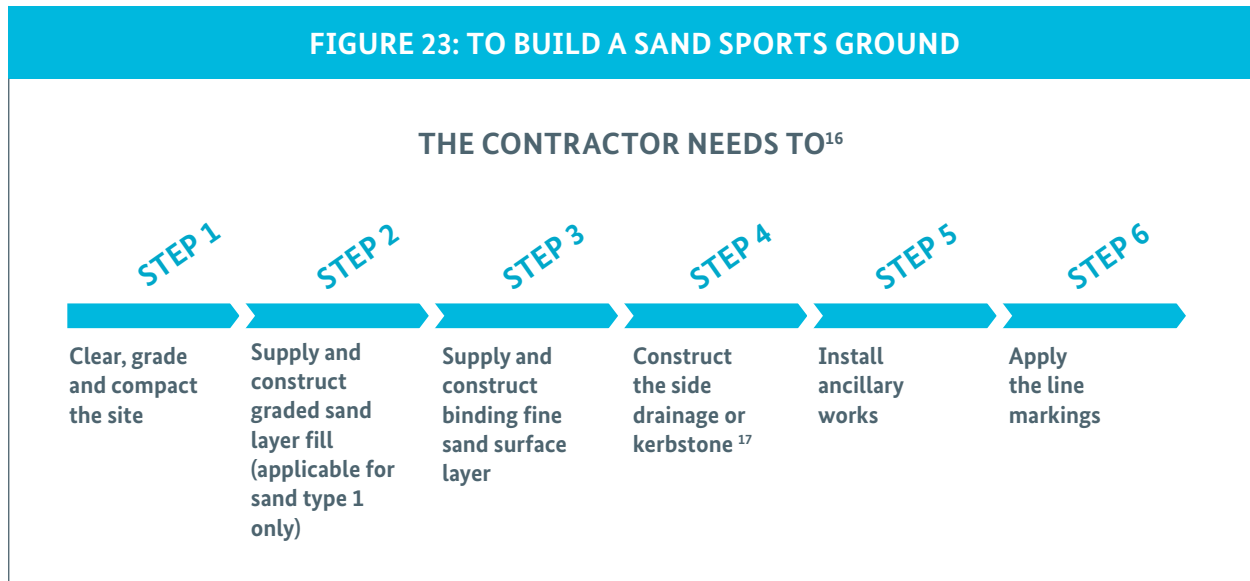 FIGURE 23: TO BUILD A SAND SPORTS GROUND
THE CONTRACTOR NEEDS TO16
STEP 1
Clear, grade
and compact
the site
STEP 2
Supply and
construct
graded sand
layer fill
(applicable for
sand type 1
only)
STEP 3
Supply and
construct
binding fine
sand surface
layer
STEP 4
Construct
the side
drainage or
kerbstone 17
STEP 5
Install
ancillary
works
STEP 6
Apply
the line
markings